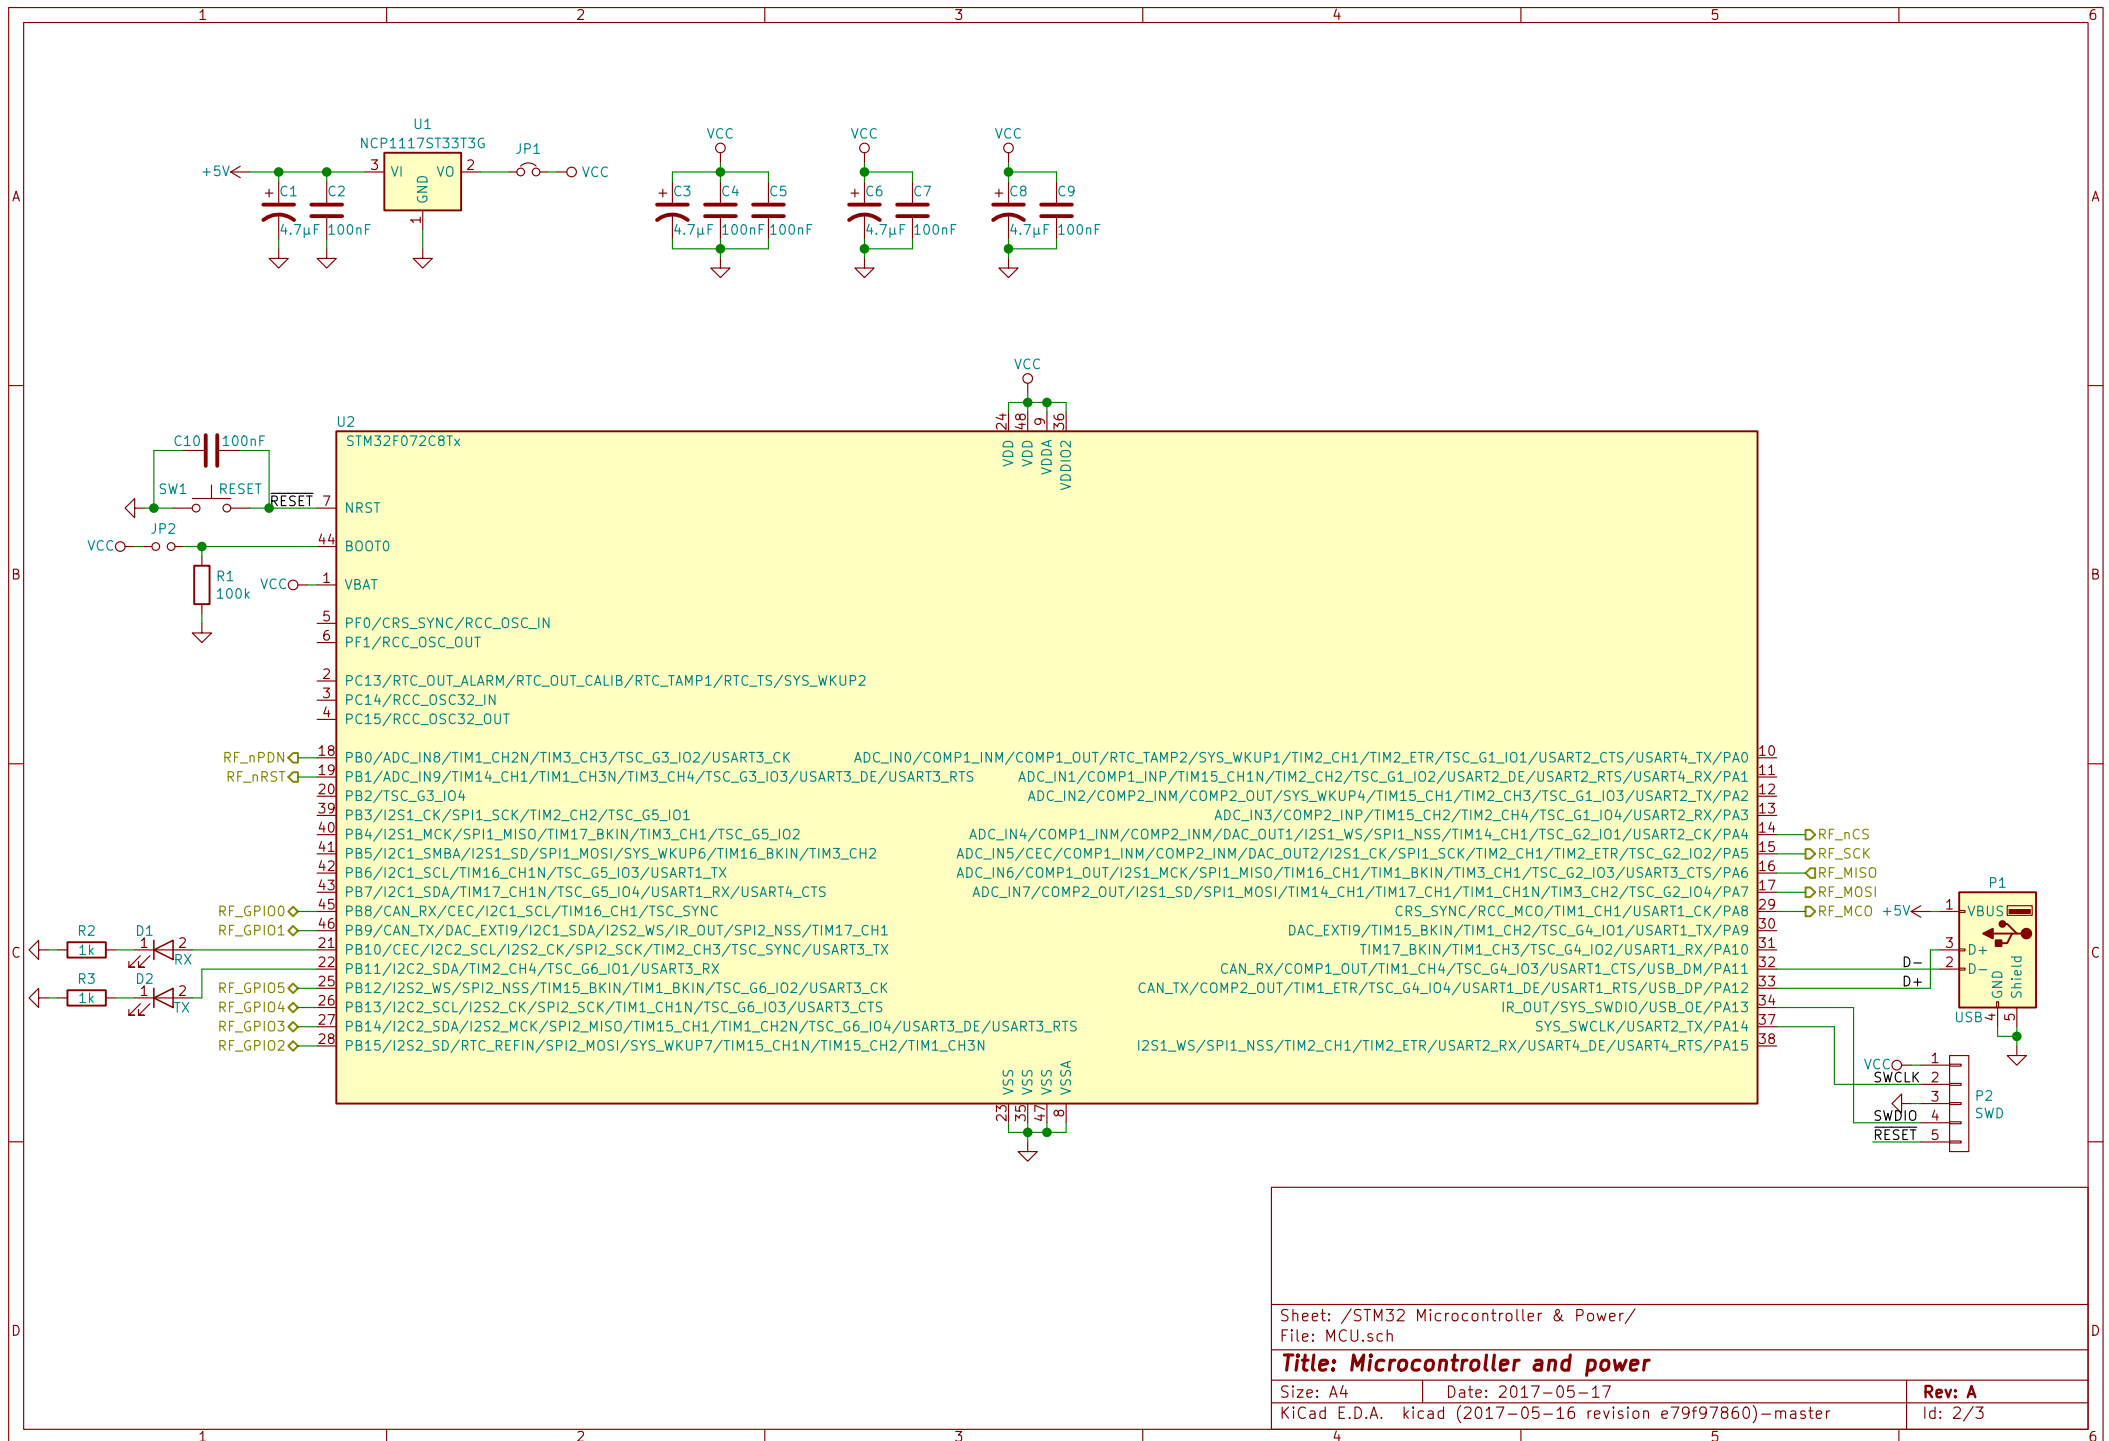 1 2 3 4 5 6
A A
B B
C C
D D
1 2 3 4 5 6
U1
NCP1117ST33T3G
+5V 3 VI VO 2 JP1 VCC
GND
1
+ C1 C2
4.7µF 100nF
VCC
+ C3 C4 C5
4.7µF 100nF 100nF
VCC
+ C6 C7
4.7µF 100nF
VCC
+ C8 C9
4.7µF 100nF
VCC
24 48 9 36
VDD VDD VDDA VDDIO2
U2
STM32F072C8Tx
C10 100nF
SW1 RESET
RESET 7 NRST
JP2
VCC 44 BOOT0
R1
100k
VCC 1 VBAT
5 PF0/CRS_SYNC/RCC_OSC_IN
6 PF1/RCC_OSC_OUT
2 PC13/RTC_OUT_ALARM/RTC_OUT_CALIB/RTC_TAMP1/RTC_TS/SYS_WKUP2
3 PC14/RCC_OSC32_IN
4 PC15/RCC_OSC32_OUT
RF_nPDN 18 PB0/ADC_IN8/TIM1_CH2N/TIM3_CH3/TSC_G3_IO2/USART3_CK
RF_nRST 19 PB1/ADC_IN9/TIM14_CH1/TIM1_CH3N/TIM3_CH4/TSC_G3_IO3/USART3_DE/USART3_RTS
20 PB2/TSC_G3_IO4
39 PB3/I2S1_CK/SPI1_SCK/TIM2_CH2/TSC_G5_IO1
40 PB4/I2S1_MCK/SPI1_MISO/TIM17_BKIN/TIM3_CH1/TSC_G5_IO2
41 PB5/I2C1_SMBA/I2S1_SD/SPI1_MOSI/SYS_WKUP6/TIM16_BKIN/TIM3_CH2
42 PB6/I2C1_SCL/TIM16_CH1N/TSC_G5_IO3/USART1_TX
43 PB7/I2C1_SDA/TIM17_CH1N/TSC_G5_IO4/USART1_RX/USART4_CTS
RF_GPIO0 45 PB8/CAN_RX/CEC/I2C1_SCL/TIM16_CH1/TSC_SYNC
RF_GPIO1 46 PB9/CAN_TX/DAC_EXTI9/I2C1_SDA/I2S2_WS/IR_OUT/SPI2_NSS/TIM17_CH1
R2 1k D1 1 2 RX 21 PB10/CEC/I2C2_SCL/I2S2_CK/SPI2_SCK/TIM2_CH3/TSC_SYNC/USART3_TX
R3 1k D2 1 2 TX 22 PB11/I2C2_SDA/TIM2_CH4/TSC_G6_IO1/USART3_RX
RF_GPIO5 25 PB12/I2S2_WS/SPI2_NSS/TIM15_BKIN/TIM1_BKIN/TSC_G6_IO2/USART3_CK
RF_GPIO4 26 PB13/I2C2_SCL/I2S2_CK/SPI2_SCK/TIM1_CH1N/TSC_G6_IO3/USART3_CTS
RF_GPIO3 27 PB14/I2C2_SDA/I2S2_MCK/SPI2_MISO/TIM15_CH1/TIM1_CH2N/TSC_G6_IO4/USART3_DE/USART3_RTS
RF_GPIO2 28 PB15/I2S2_SD/RTC_REFIN/SPI2_MOSI/SYS_WKUP7/TIM15_CH1N/TIM15_CH2/TIM1_CH3N
ADC_IN0/COMP1_INM/COMP1_OUT/RTC_TAMP2/SYS_WKUP1/TIM2_CH1/TIM2_ETR/TSC_G1_IO1/USART2_CTS/USART4_TX/PA0 10
ADC_IN1/COMP1_INP/TIM15_CH1N/TIM2_CH2/TSC_G1_IO2/USART2_DE/USART2_RTS/USART4_RX/PA1 11
ADC_IN2/COMP2_INM/COMP2_OUT/SYS_WKUP4/TIM15_CH1/TIM2_CH3/TSC_G1_IO3/USART2_TX/PA2 12
ADC_IN3/COMP2_INP/TIM15_CH2/TIM2_CH4/TSC_G1_IO4/USART2_RX/PA3 13
ADC_IN4/COMP1_INM/COMP2_INM/DAC_OUT1/I2S1_WS/SPI1_NSS/TIM14_CH1/TSC_G2_IO1/USART2_CK/PA4 14 RF_nCS
ADC_IN5/CEC/COMP1_INM/COMP2_INM/DAC_OUT2/I2S1_CK/SPI1_SCK/TIM2_CH1/TIM2_ETR/TSC_G2_IO2/PA5 15 RF_SCK
ADC_IN6/COMP1_OUT/I2S1_MCK/SPI1_MISO/TIM16_CH1/TIM1_BKIN/TIM3_CH1/TSC_G2_IO3/USART3_CTS/PA6 16 RF_MISO
ADC_IN7/COMP2_OUT/I2S1_SD/SPI1_MOSI/TIM14_CH1/TIM17_CH1/TIM1_CH1N/TIM3_CH2/TSC_G2_IO4/PA7 17 RF_MOSI
CRS_SYNC/RCC_MCO/TIM1_CH1/USART1_CK/PA8 29 RF_MCO
DAC_EXTI9/TIM15_BKIN/TIM1_CH2/TSC_G4_IO1/USART1_TX/PA9 30
TIM17_BKIN/TIM1_CH3/TSC_G4_IO2/USART1_RX/PA10 31
CAN_RX/COMP1_OUT/TIM1_CH4/TSC_G4_IO3/USART1_CTS/USB_DM/PA11 32 D-
CAN_TX/COMP2_OUT/TIM1_ETR/TSC_G4_IO4/USART1_DE/USART1_RTS/USB_DP/PA12 33 D+
IR_OUT/SYS_SWDIO/USB_OE/PA13 34
SYS_SWCLK/USART2_TX/PA14 37
I2S1_WS/SPI1_NSS/TIM2_CH1/TIM2_ETR/USART2_RX/USART4_DE/USART4_RTS/PA15 38
P1
+5V 1 VBUS
3 D+
2 D-
GND Shield
USB 4 5
VCC 1
SWCLK 2
3
SWDIO 4
RESET 5
P2
SWD
VSS VSS VSS VSSA
23 35 47 8
Sheet: /STM32 Microcontroller & Power/
File: MCU.sch
Title: Microcontroller and power
Size: A4 Date: 2017-05-17 Rev: A
KiCad E.D.A. kicad (2017-05-16 revision e79f97860)-master Id: 2/3